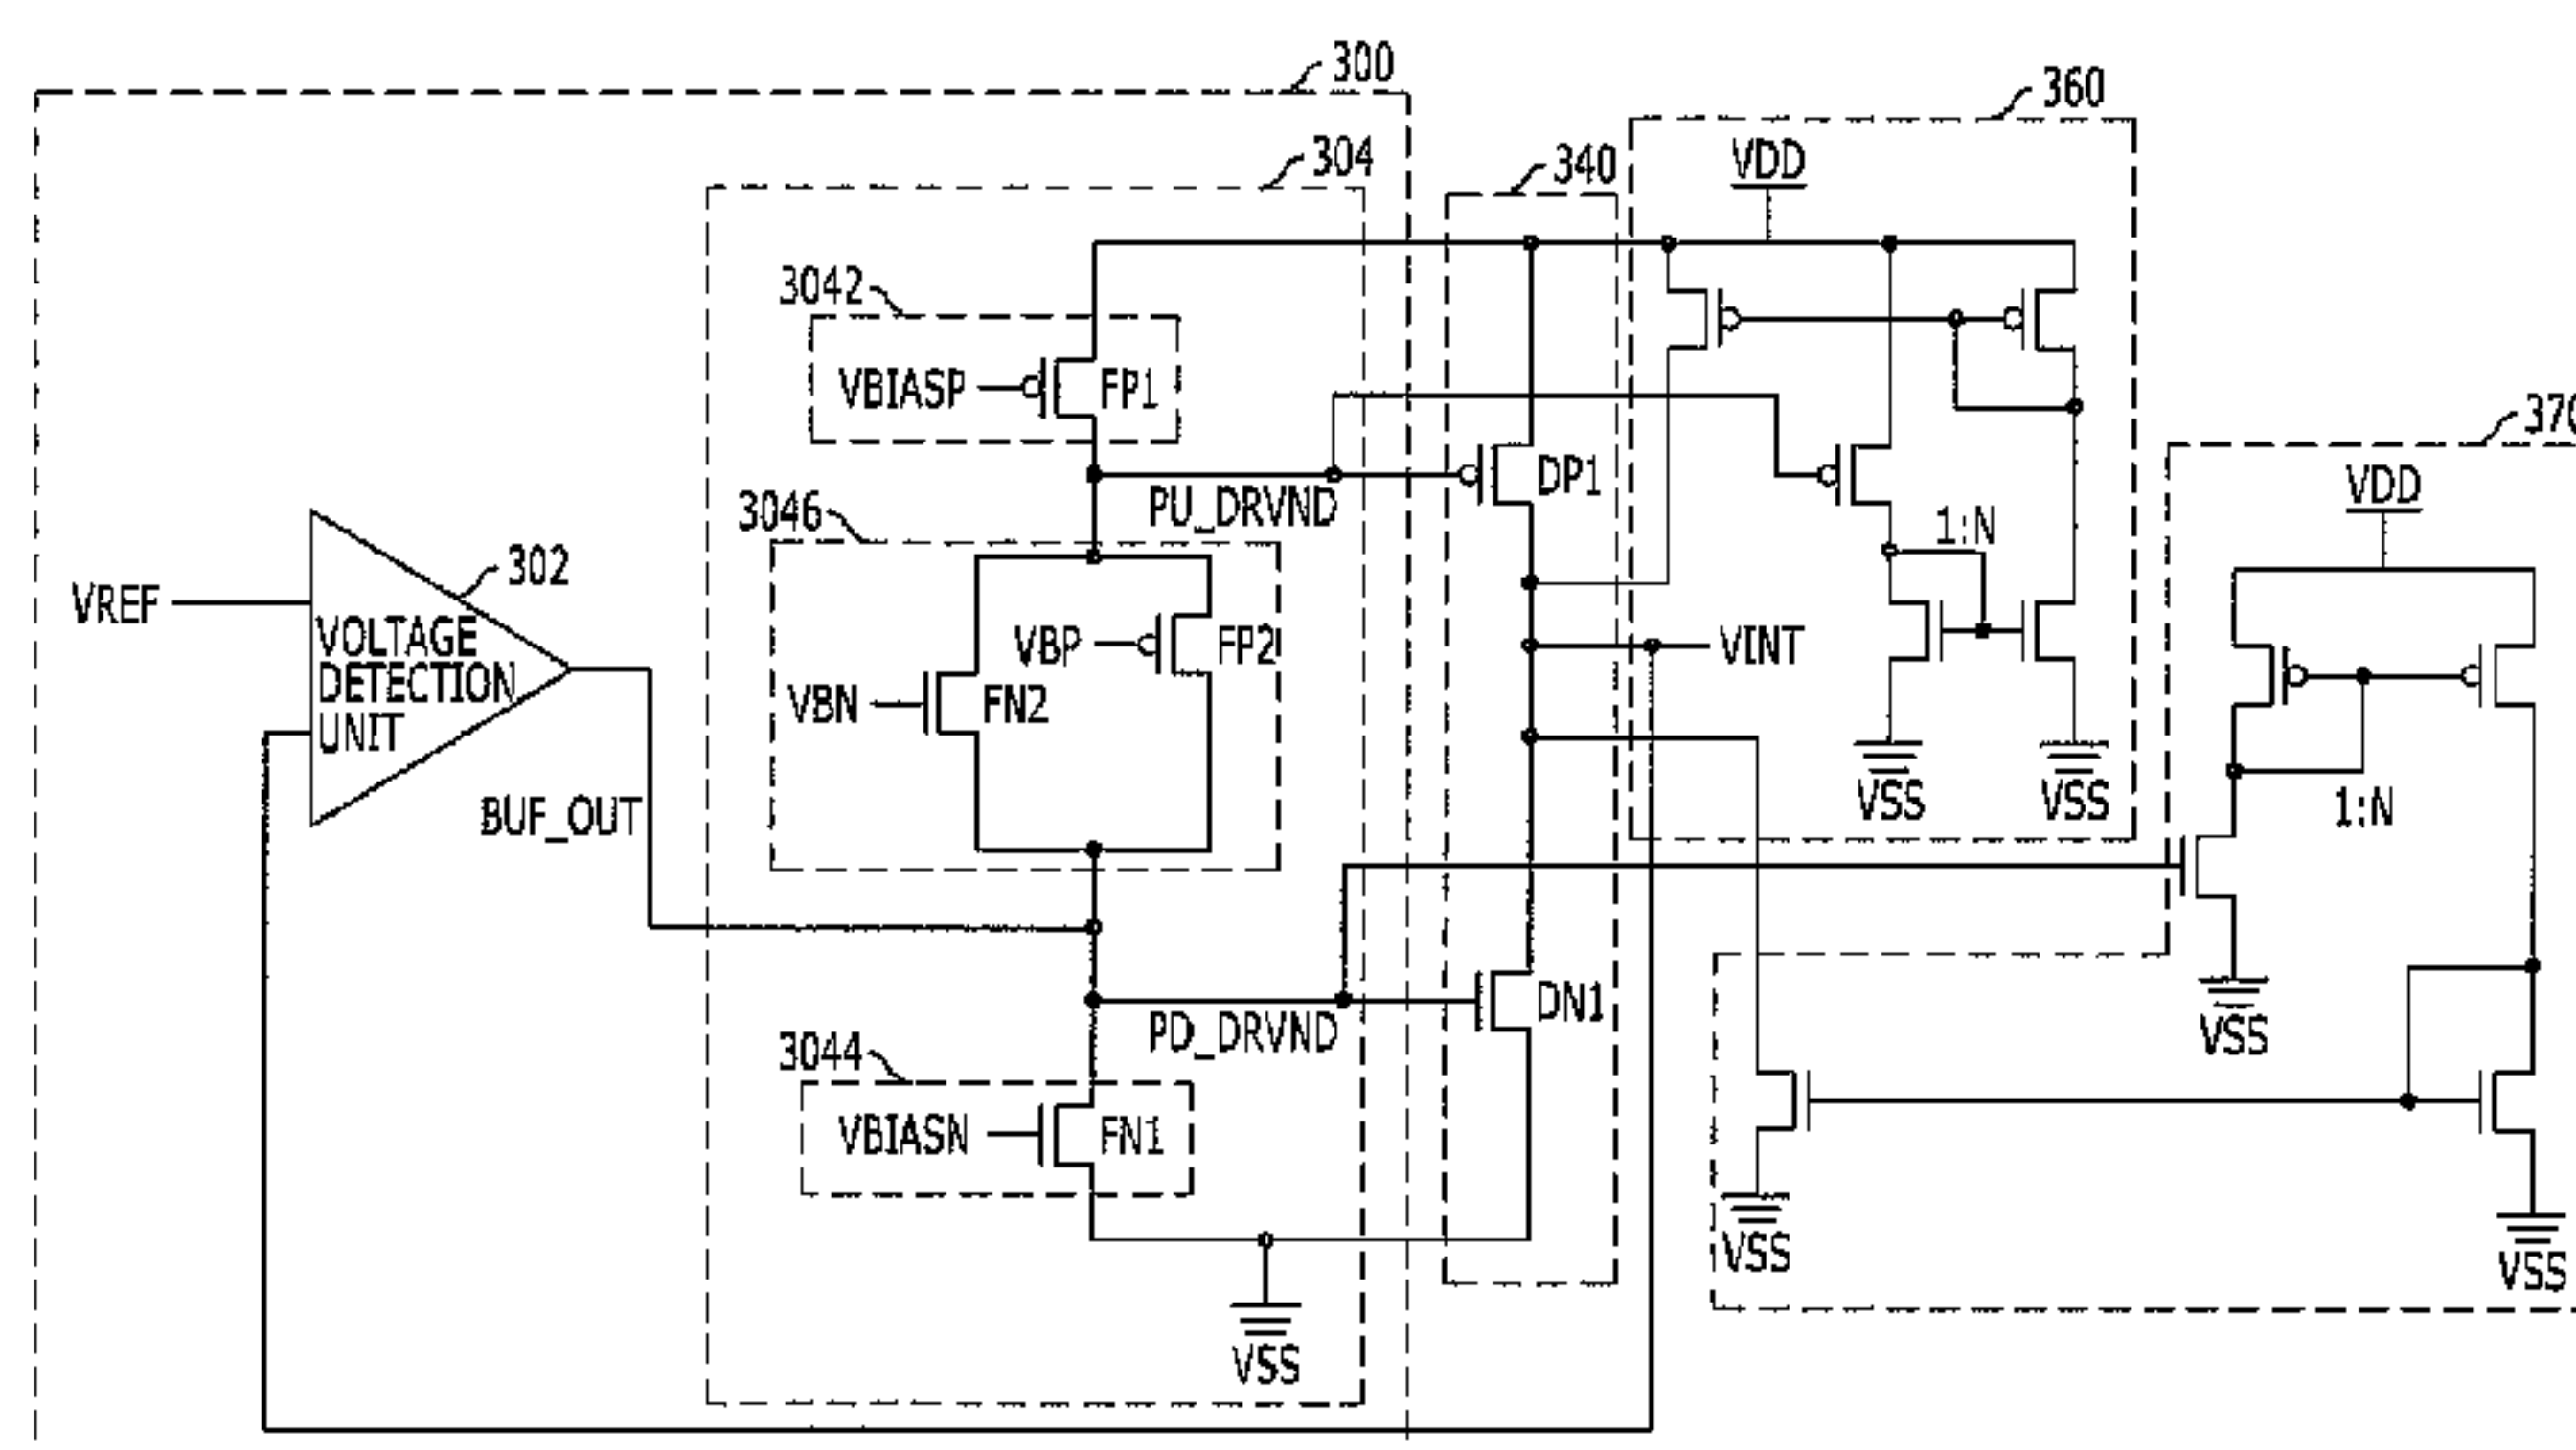 300
360
304
340
VDD
3042
VBIASP
FP1
370
VDD
PU_DRVND
DP1
3046
1:N
302
VREF
VOLTAGE
DETECTION
UNIT
VBP
FP2
VINT
VBN
FN2
BUF_OUT
VSS
VSS
1:N
PD_DRVND
DN1
VSS
3044
VBIASN
FN1
VSS
VSS
VSS